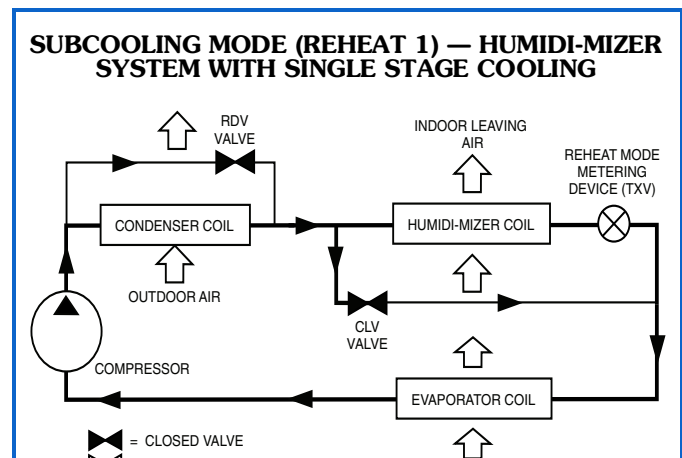 SUBCOOLING MODE (REHEAT 1) — HUMIDI-MIZER
SYSTEM WITH SINGLE STAGE COOLING
RDV
VALVE
INDOOR LEAVING
AIR
REHEAT MODE
METERING
DEVICE (TXV)
CONDENSER COIL
HUMIDI-MIZER COIL
OUTDOOR AIR
CLV
VALVE
COMPRESSOR
EVAPORATOR COIL
= CLOSED VALVE